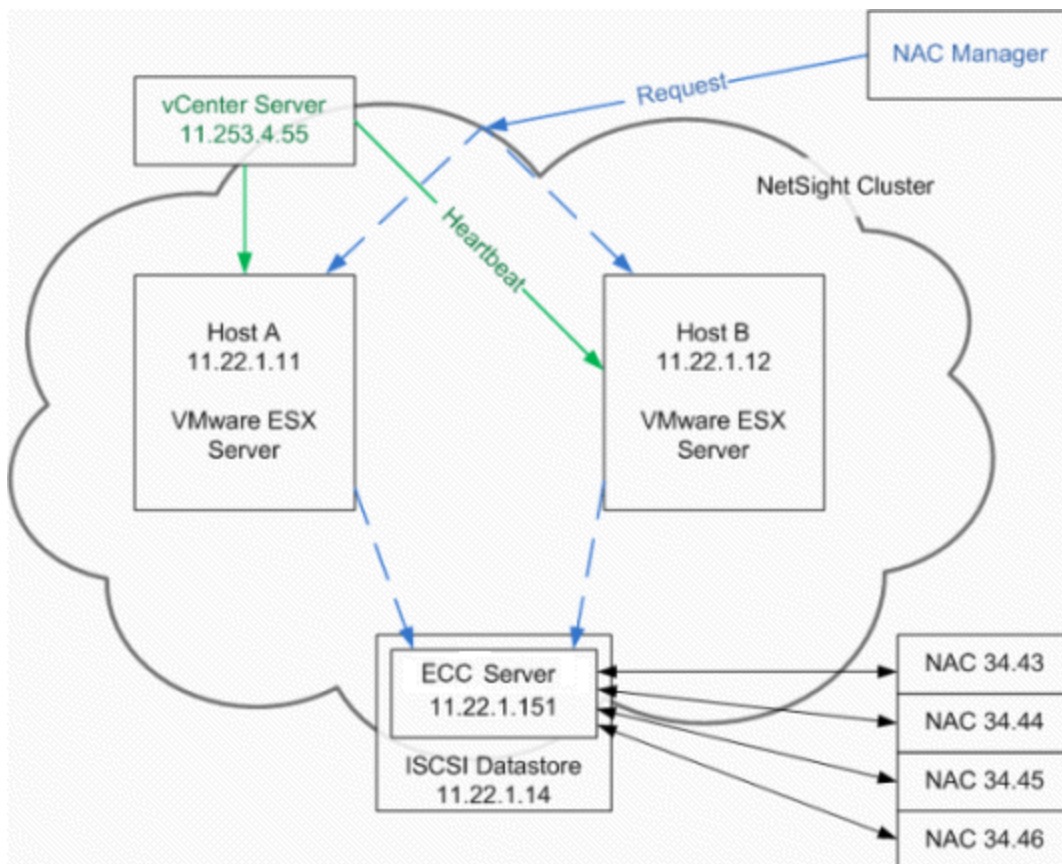 NAC Manager
Request
vCenter Server
11.253.4.55
NetSight Cluster
Heartbeat
Host A
11.22.1.11
VMware ESX
Server
Host B
11.22.1.12
VMware ESX
Server
ECC Server
11.22.1.151
ISCSI Datastore
11.22.1.14
NAC 34.43
NAC 34.44
NAC 34.45
NAC 34.46